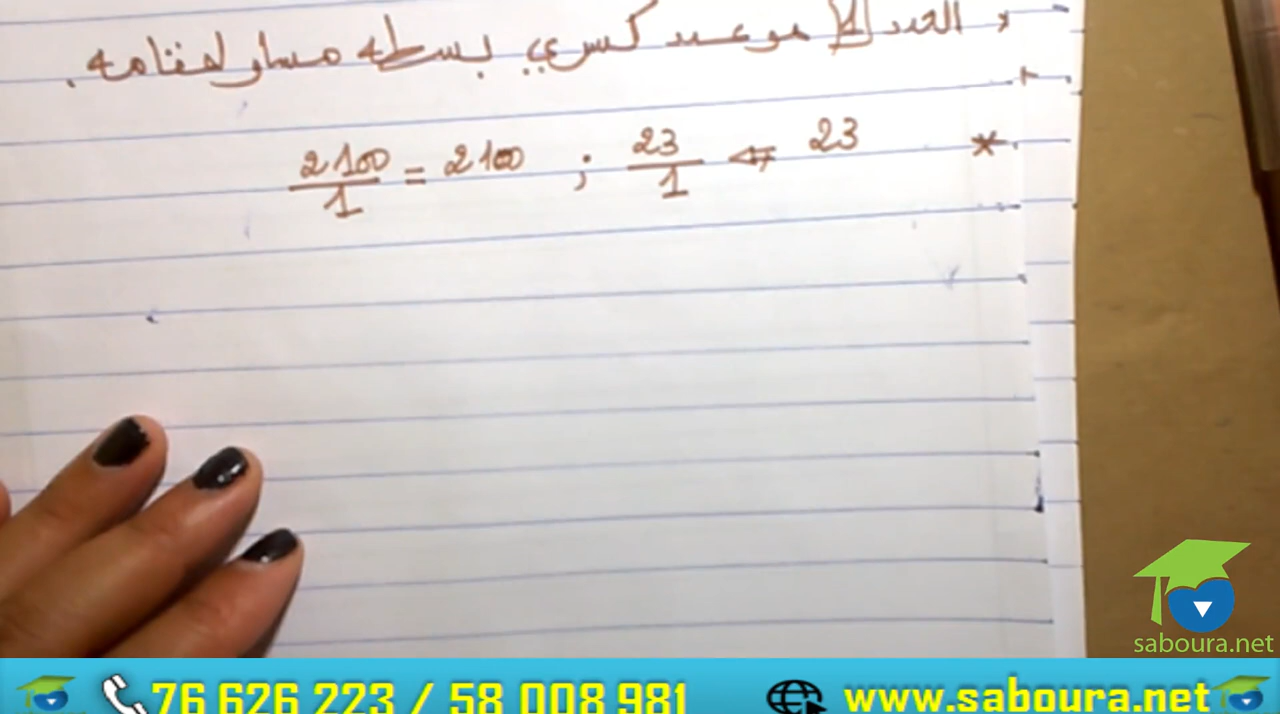 * العدد 1 هو عدد كسري بسطه مساو لمقامه.
* 23 ⇐ 23/1 ; 2100 = 2100/1
saboura.net
76 626 223 / 58 008 981 www.saboura.net